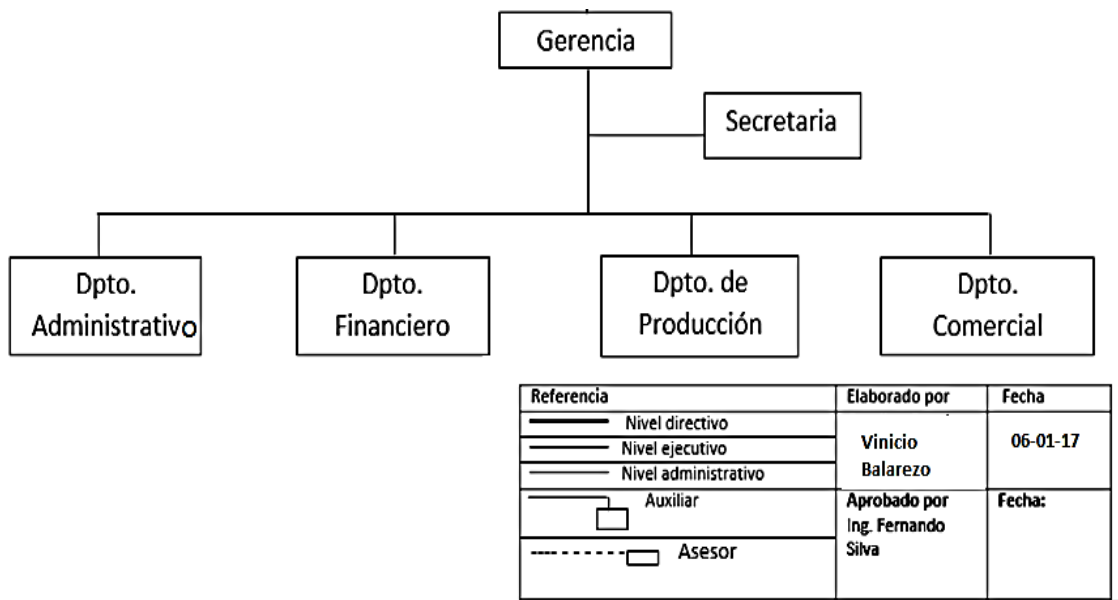 Gerencia
Secretaria
Dpto.
Administrativo
Dpto.
Financiero
Dpto. de
Producción
Dpto.
Comercial
Referencia
Elaborado por
Fecha
Nivel directivo
Nivel ejecutivo
Nivel administrativo
Vinicio
Balarezo
06-01-17
Auxiliar
Asesor
Aprobado por
Ing. Fernando
Silva
Fecha: